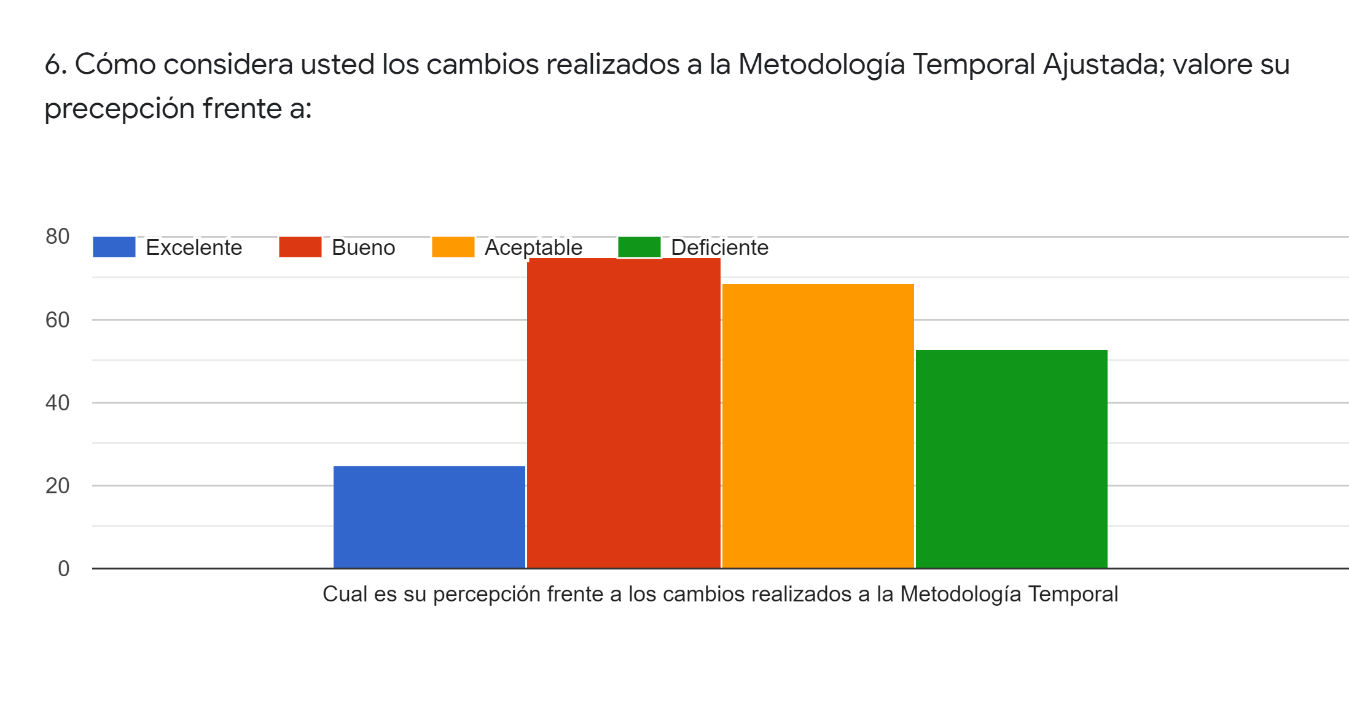 6. Cómo considera usted los cambios realizados a la Metodología Temporal Ajustada; valore su
precepción frente a:
80
Excelente Bueno Aceptable Deficiente
60
40
20
0
Cual es su percepción frente a los cambios realizados a la Metodología Temporal